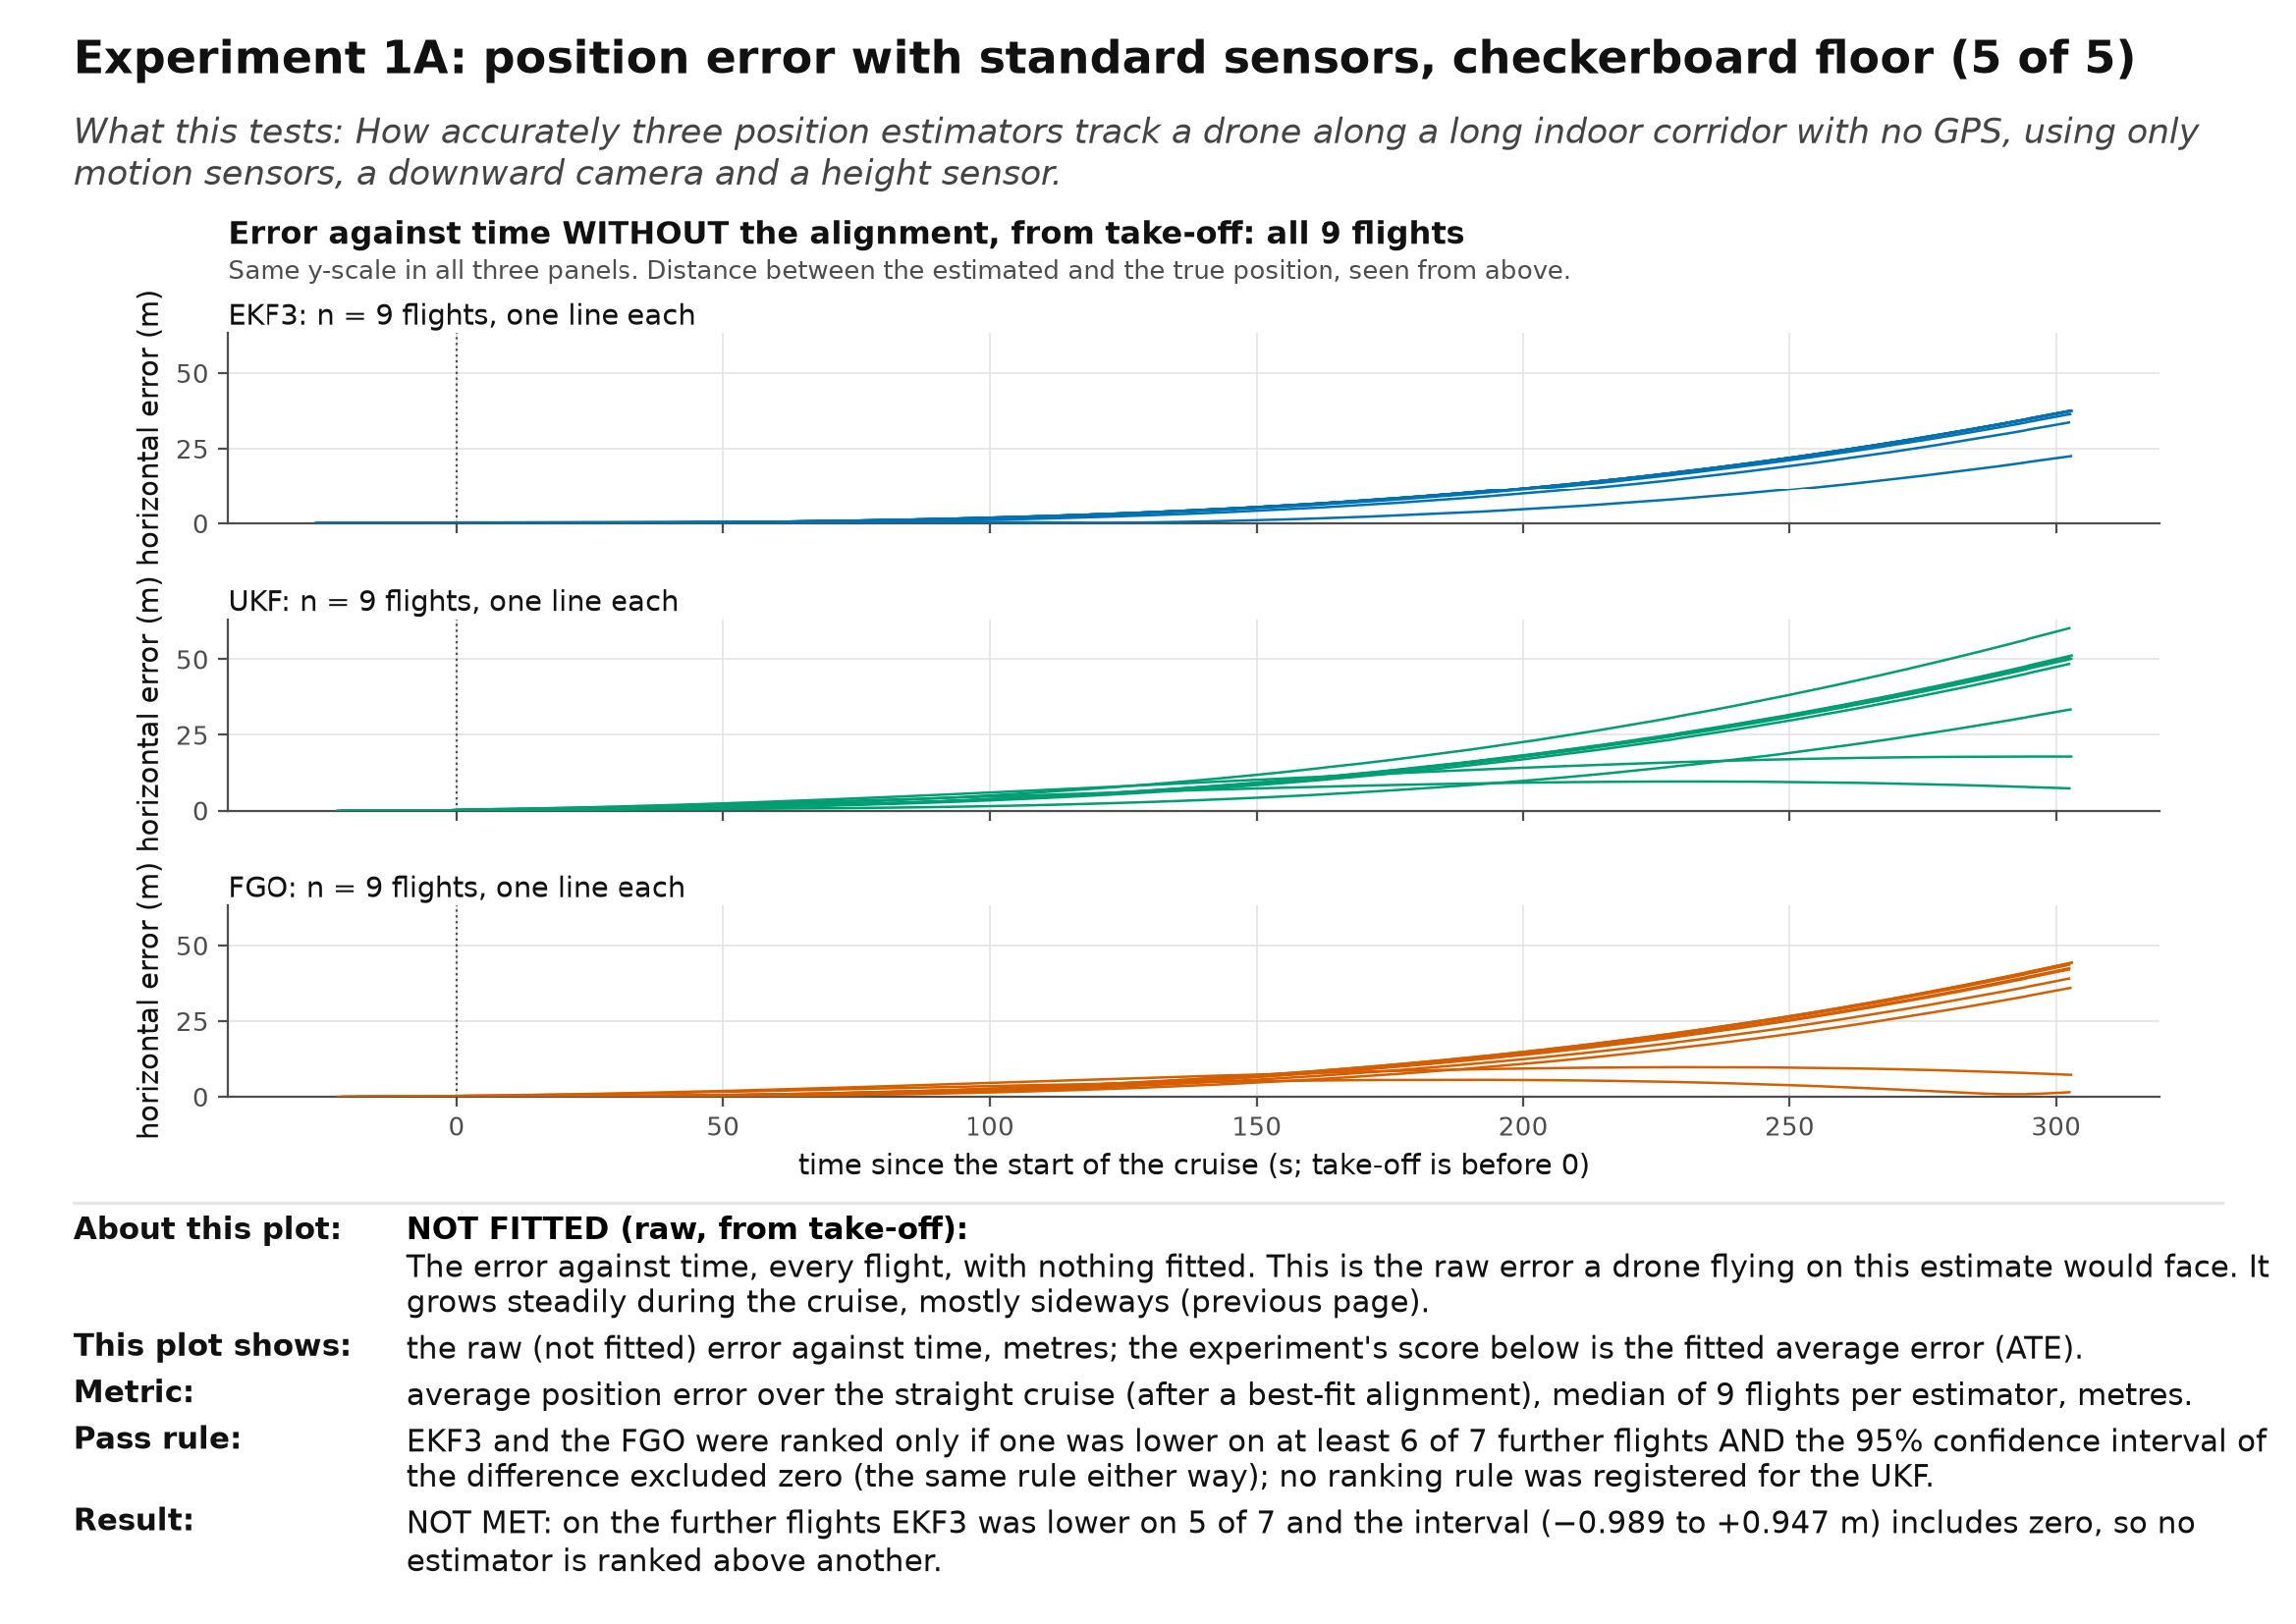 Experiment 1A: position error with standard sensors, checkerboard floor (5 of 5)
What this tests: How accurately three position estimators track a drone along a long indoor corridor with no GPS, using only
motion sensors, a downward camera and a height sensor.
Error against time WITHOUT the alignment, from take-off: all 9 flights
Same y-scale in all three panels. Distance between the estimated and the true position, seen from above.
EKF3: n = 9 flights, one line each
horizontal error (m)
50
25
0
UKF: n = 9 flights, one line each
horizontal error (m)
50
25
0
FGO: n = 9 flights, one line each
horizontal error (m)
50
25
0
0 50 100 150 200 250 300
time since the start of the cruise (s; take-off is before 0)
About this plot: NOT FITTED (raw, from take-off):
The error against time, every flight, with nothing fitted. This is the raw error a drone flying on this estimate would face. It
grows steadily during the cruise, mostly sideways (previous page).
This plot shows: the raw (not fitted) error against time, metres; the experiment's score below is the fitted average error (ATE).
Metric: average position error over the straight cruise (after a best-fit alignment), median of 9 flights per estimator, metres.
Pass rule: EKF3 and the FGO were ranked only if one was lower on at least 6 of 7 further flights AND the 95% confidence interval of
the difference excluded zero (the same rule either way); no ranking rule was registered for the UKF.
Result: NOT MET: on the further flights EKF3 was lower on 5 of 7 and the interval (−0.989 to +0.947 m) includes zero, so no
estimator is ranked above another.